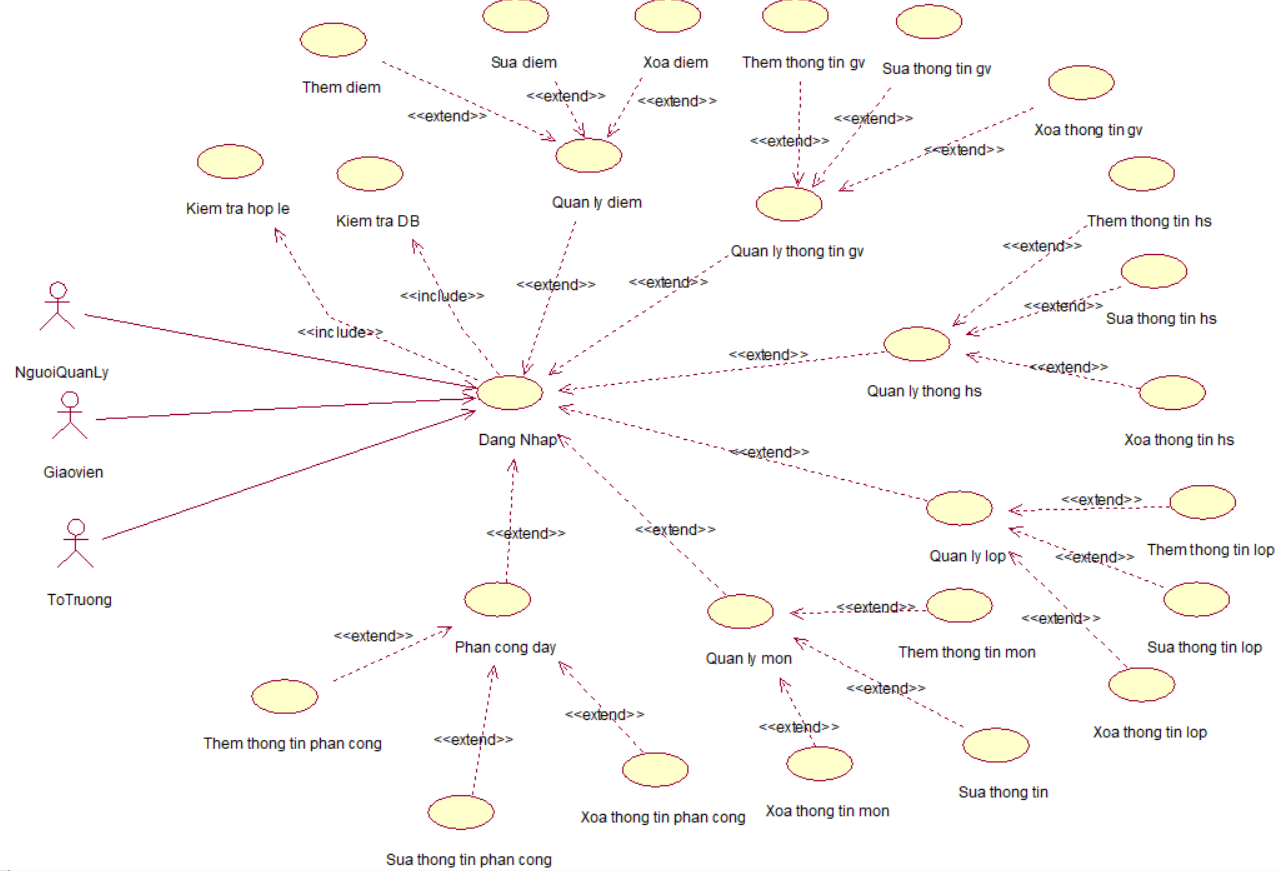 Them diem
Sua diem
Xoa diem
Them thong tin gv
Sua thong tin gv
Xoa thong tin gv
<<extend>>
<<extend>>
<<extend>>
<<extend>>
<<extend>>
<<extend>>
Kiem tra hop le
Kiem tra DB
Quan ly diem
Quan ly thong tin gv
Them thong tin hs
<<extend>>
<<extend>>
<<extend>>
<<include>>
<<include>>
<<extend>>
Sua thong tin hs
NguoiQuanLy
<<extend>>
<<extend>>
Quan ly thong hs
Xoa thong tin hs
Giaovien
Dang Nhap
<<extend>>
<<extend>>
<<extend>>
<<extend>>
Quan ly lop
Them thong tin lop
<<extend>>
ToTruong
<<extend>>
Sua thong tin lop
<<extend>>
Phan cong day
Quan ly mon
<<extend>>
Them thong tin mon
<<extend>>
Xoa thong tin lop
Them thong tin phan cong
<<extend>>
<<extend>>
<<extend>>
Sua thong tin
Xoa thong tin phan cong
Xoa thong tin mon
Sua thong tin phan cong